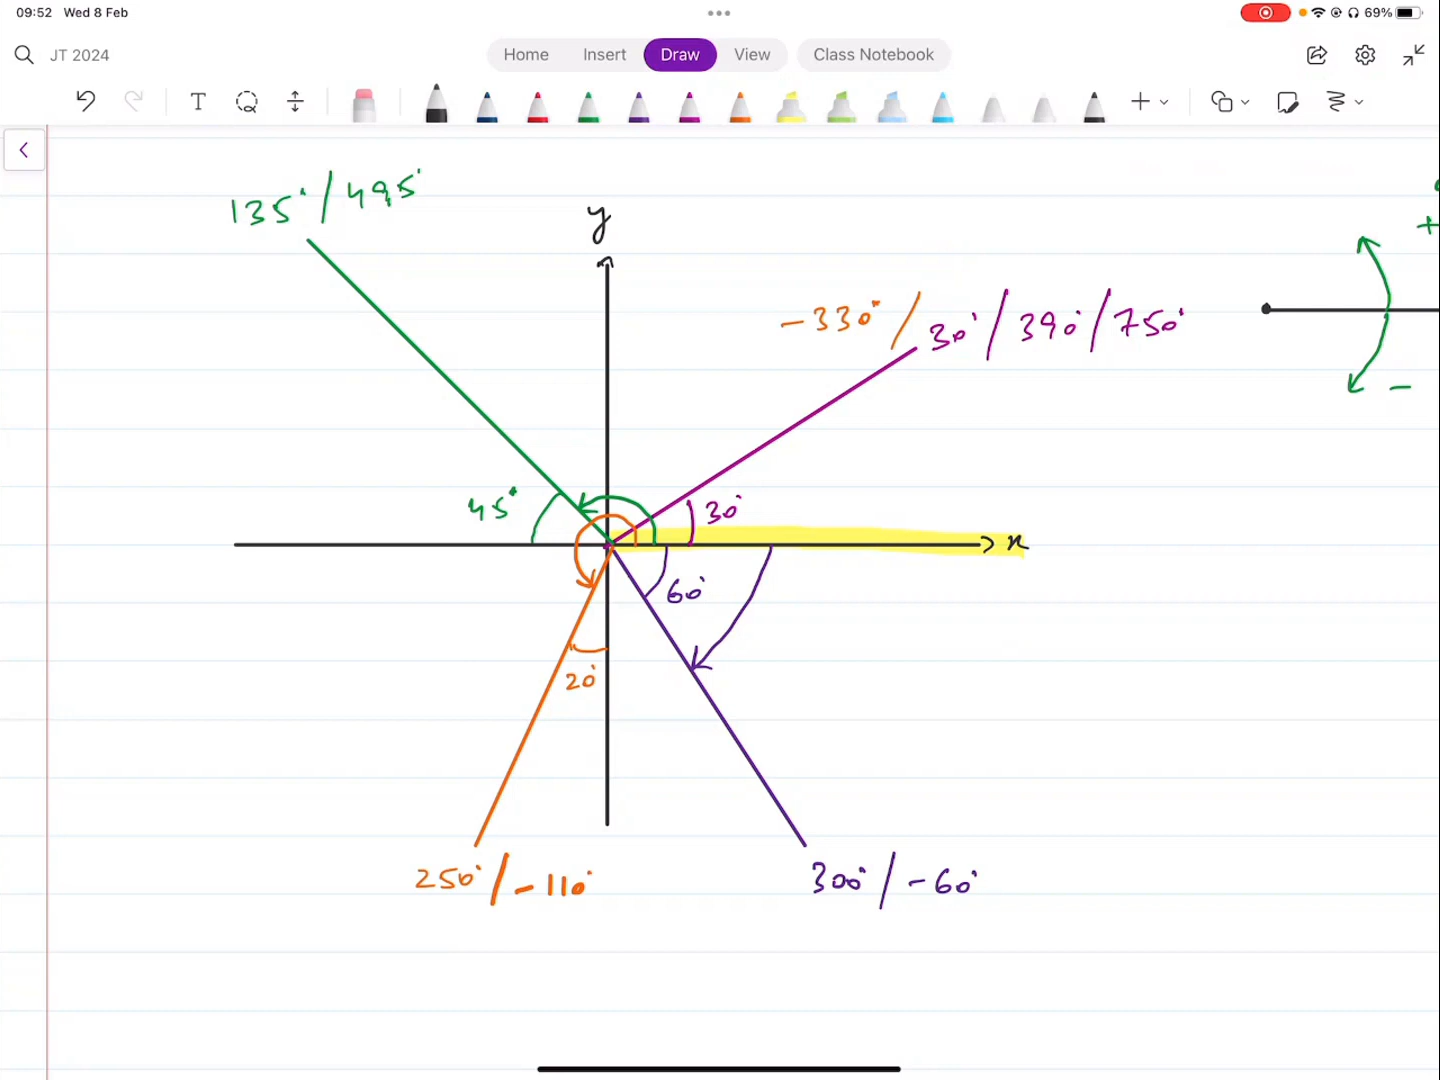 09:52 Wed 8 Feb
69%
JT 2024
Home Insert Draw View Class Notebook
T
135°/495°
y
-330°/30°/390°/750°
+
-
45°
30°
x
60°
20°
250°/-110°
300°/-60°